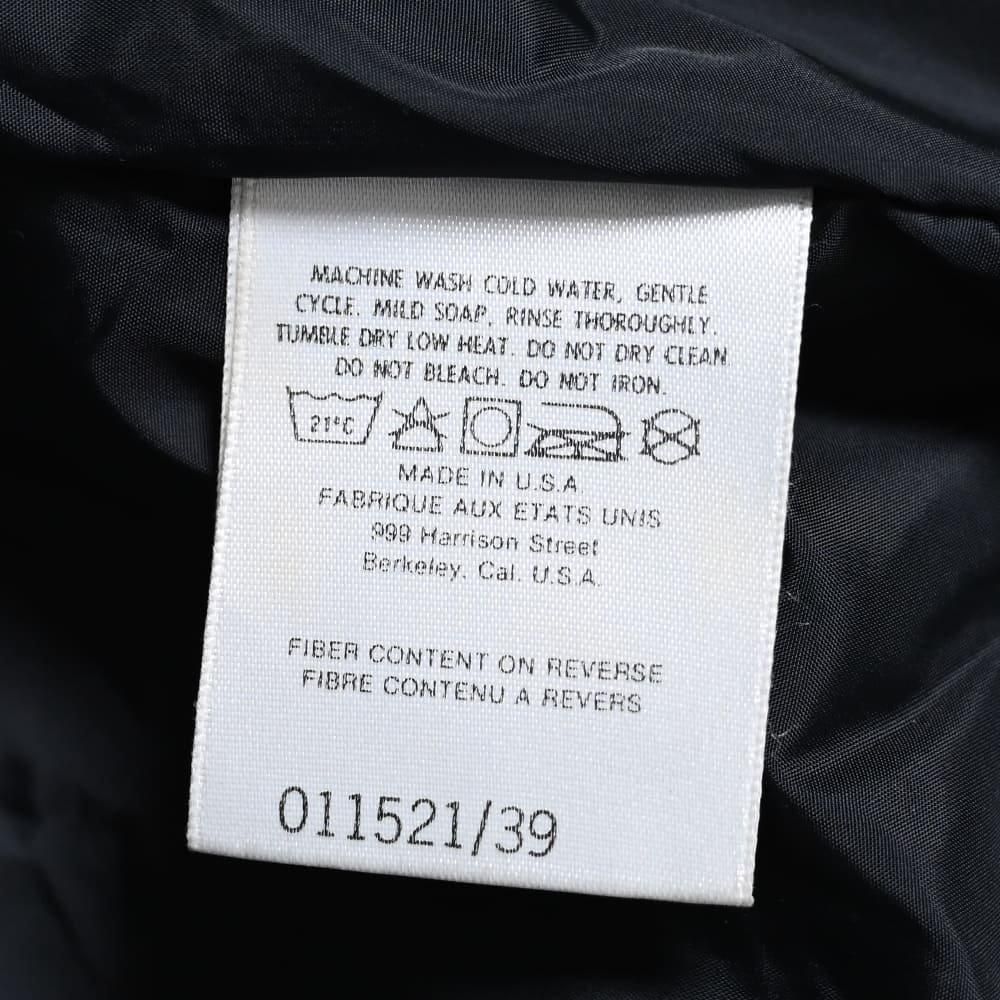 MACHINE WASH COLD WATER, GENTLE
CYCLE. MILD SOAP, RINSE THOROUGHLY.
TUMBLE DRY LOW HEAT. DO NOT DRY CLEAN.
DO NOT BLEACH. DO NOT IRON.
21°C
MADE IN U.S.A.
FABRIQUE AUX ETATS UNIS
999 Harrison Street
Berkeley, Cal. U.S.A.
FIBER CONTENT ON REVERSE
FIBRE CONTENU A REVERS
011521/39